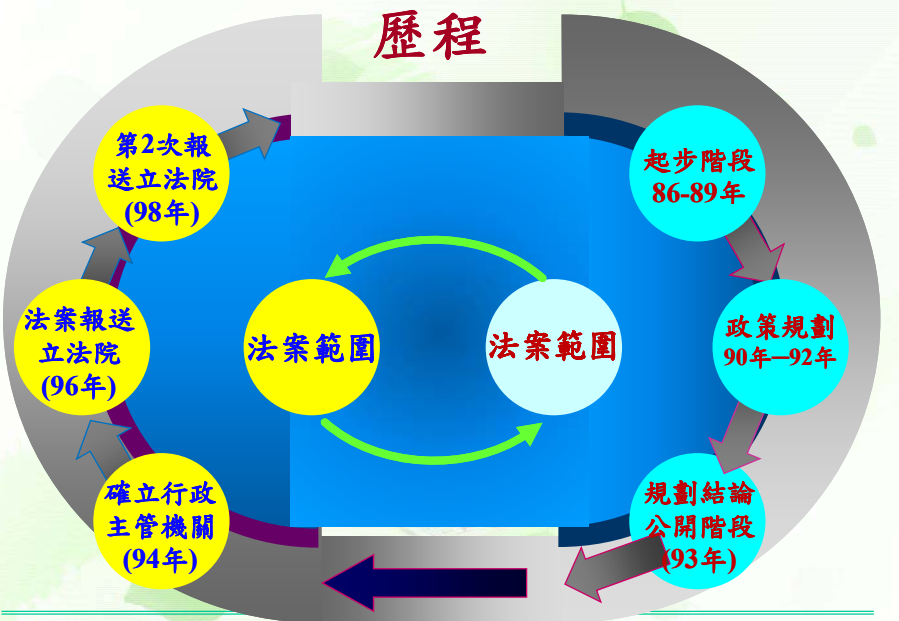 歷程
起步階段
86-89年
政策規劃
90年─92年
規劃結論
公開階段
(93年)
確立行政
主管機關
(94年)
法案報送
立法院
(96年)
第2次報
送立法院
(98年)
法案範圍
法案範圍